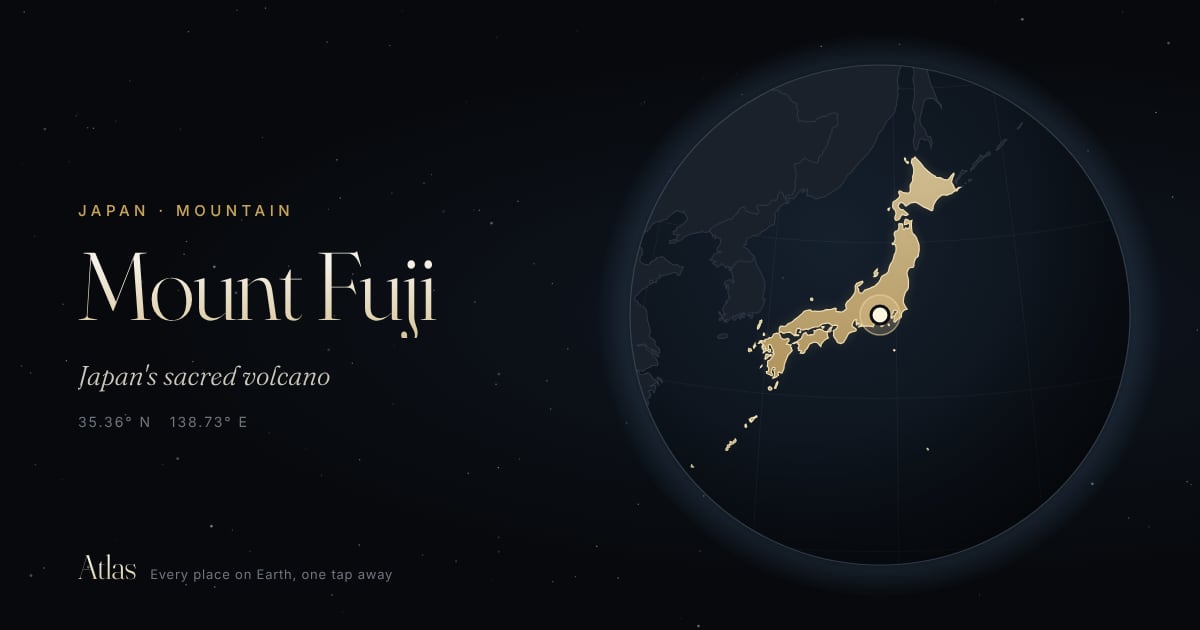 JAPAN · MOUNTAIN
Mount Fuji
Japan's sacred volcano
35.36° N 138.73° E
Atlas Every place on Earth, one tap away